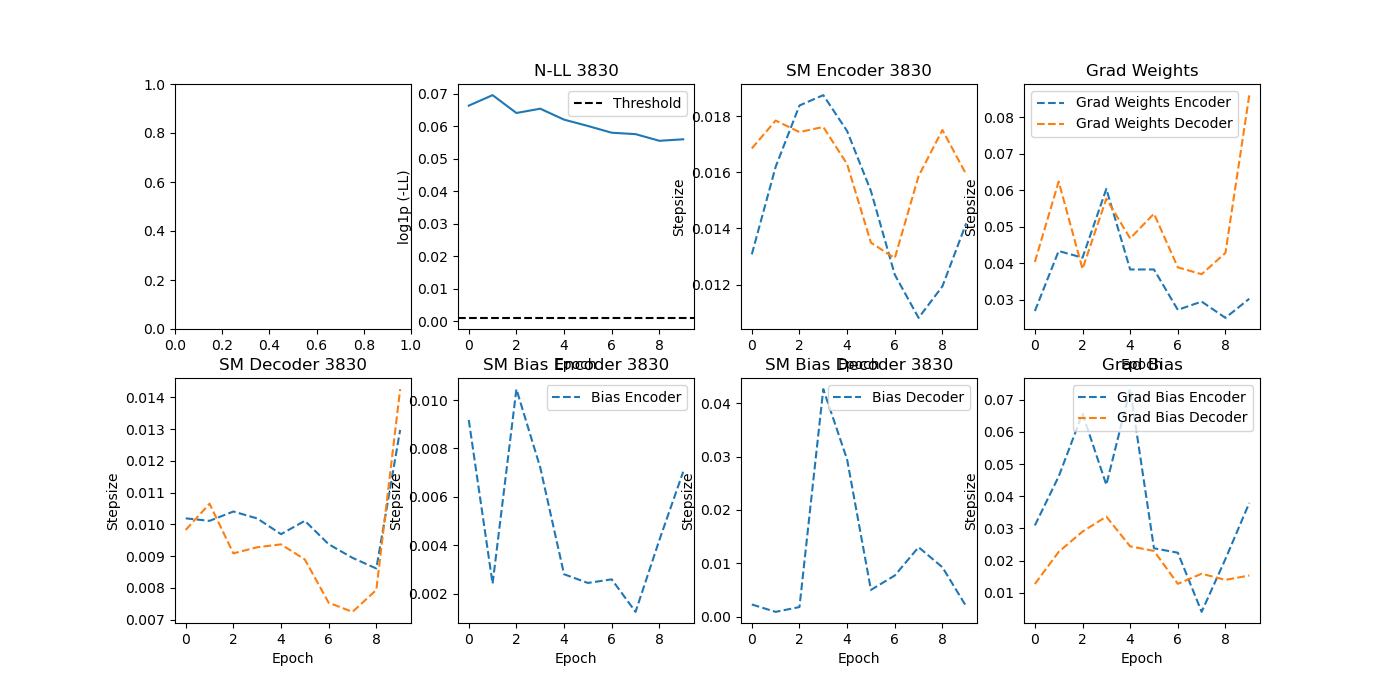 N-LL 3830
SM Encoder 3830
Grad Weights
1.0
0.8
0.6
0.4
0.2
0.0
0.0 0.2 0.4 0.6 0.8 1.0
log1p (-LL)
0.07
0.06
0.05
0.04
0.03
0.02
0.01
0.00
Threshold
0 2 4 6 8
Epoch
Stepsize
0.018
0.016
0.014
0.012
0 2 4 6 8
Epoch
Stepsize
0.08
0.07
0.06
0.05
0.04
0.03
Grad Weights Encoder
Grad Weights Decoder
0 2 4 6 8
Epoch
SM Decoder 3830
SM Bias Encoder 3830
SM Bias Decoder 3830
Grad Bias
Stepsize
0.014
0.013
0.012
0.011
0.010
0.009
0.008
0.007
0 2 4 6 8
Epoch
Stepsize
0.010
0.008
0.006
0.004
0.002
Bias Encoder
0 2 4 6 8
Epoch
Stepsize
0.04
0.03
0.02
0.01
0.00
Bias Decoder
0 2 4 6 8
Epoch
Stepsize
0.07
0.06
0.05
0.04
0.03
0.02
0.01
Grad Bias Encoder
Grad Bias Decoder
0 2 4 6 8
Epoch